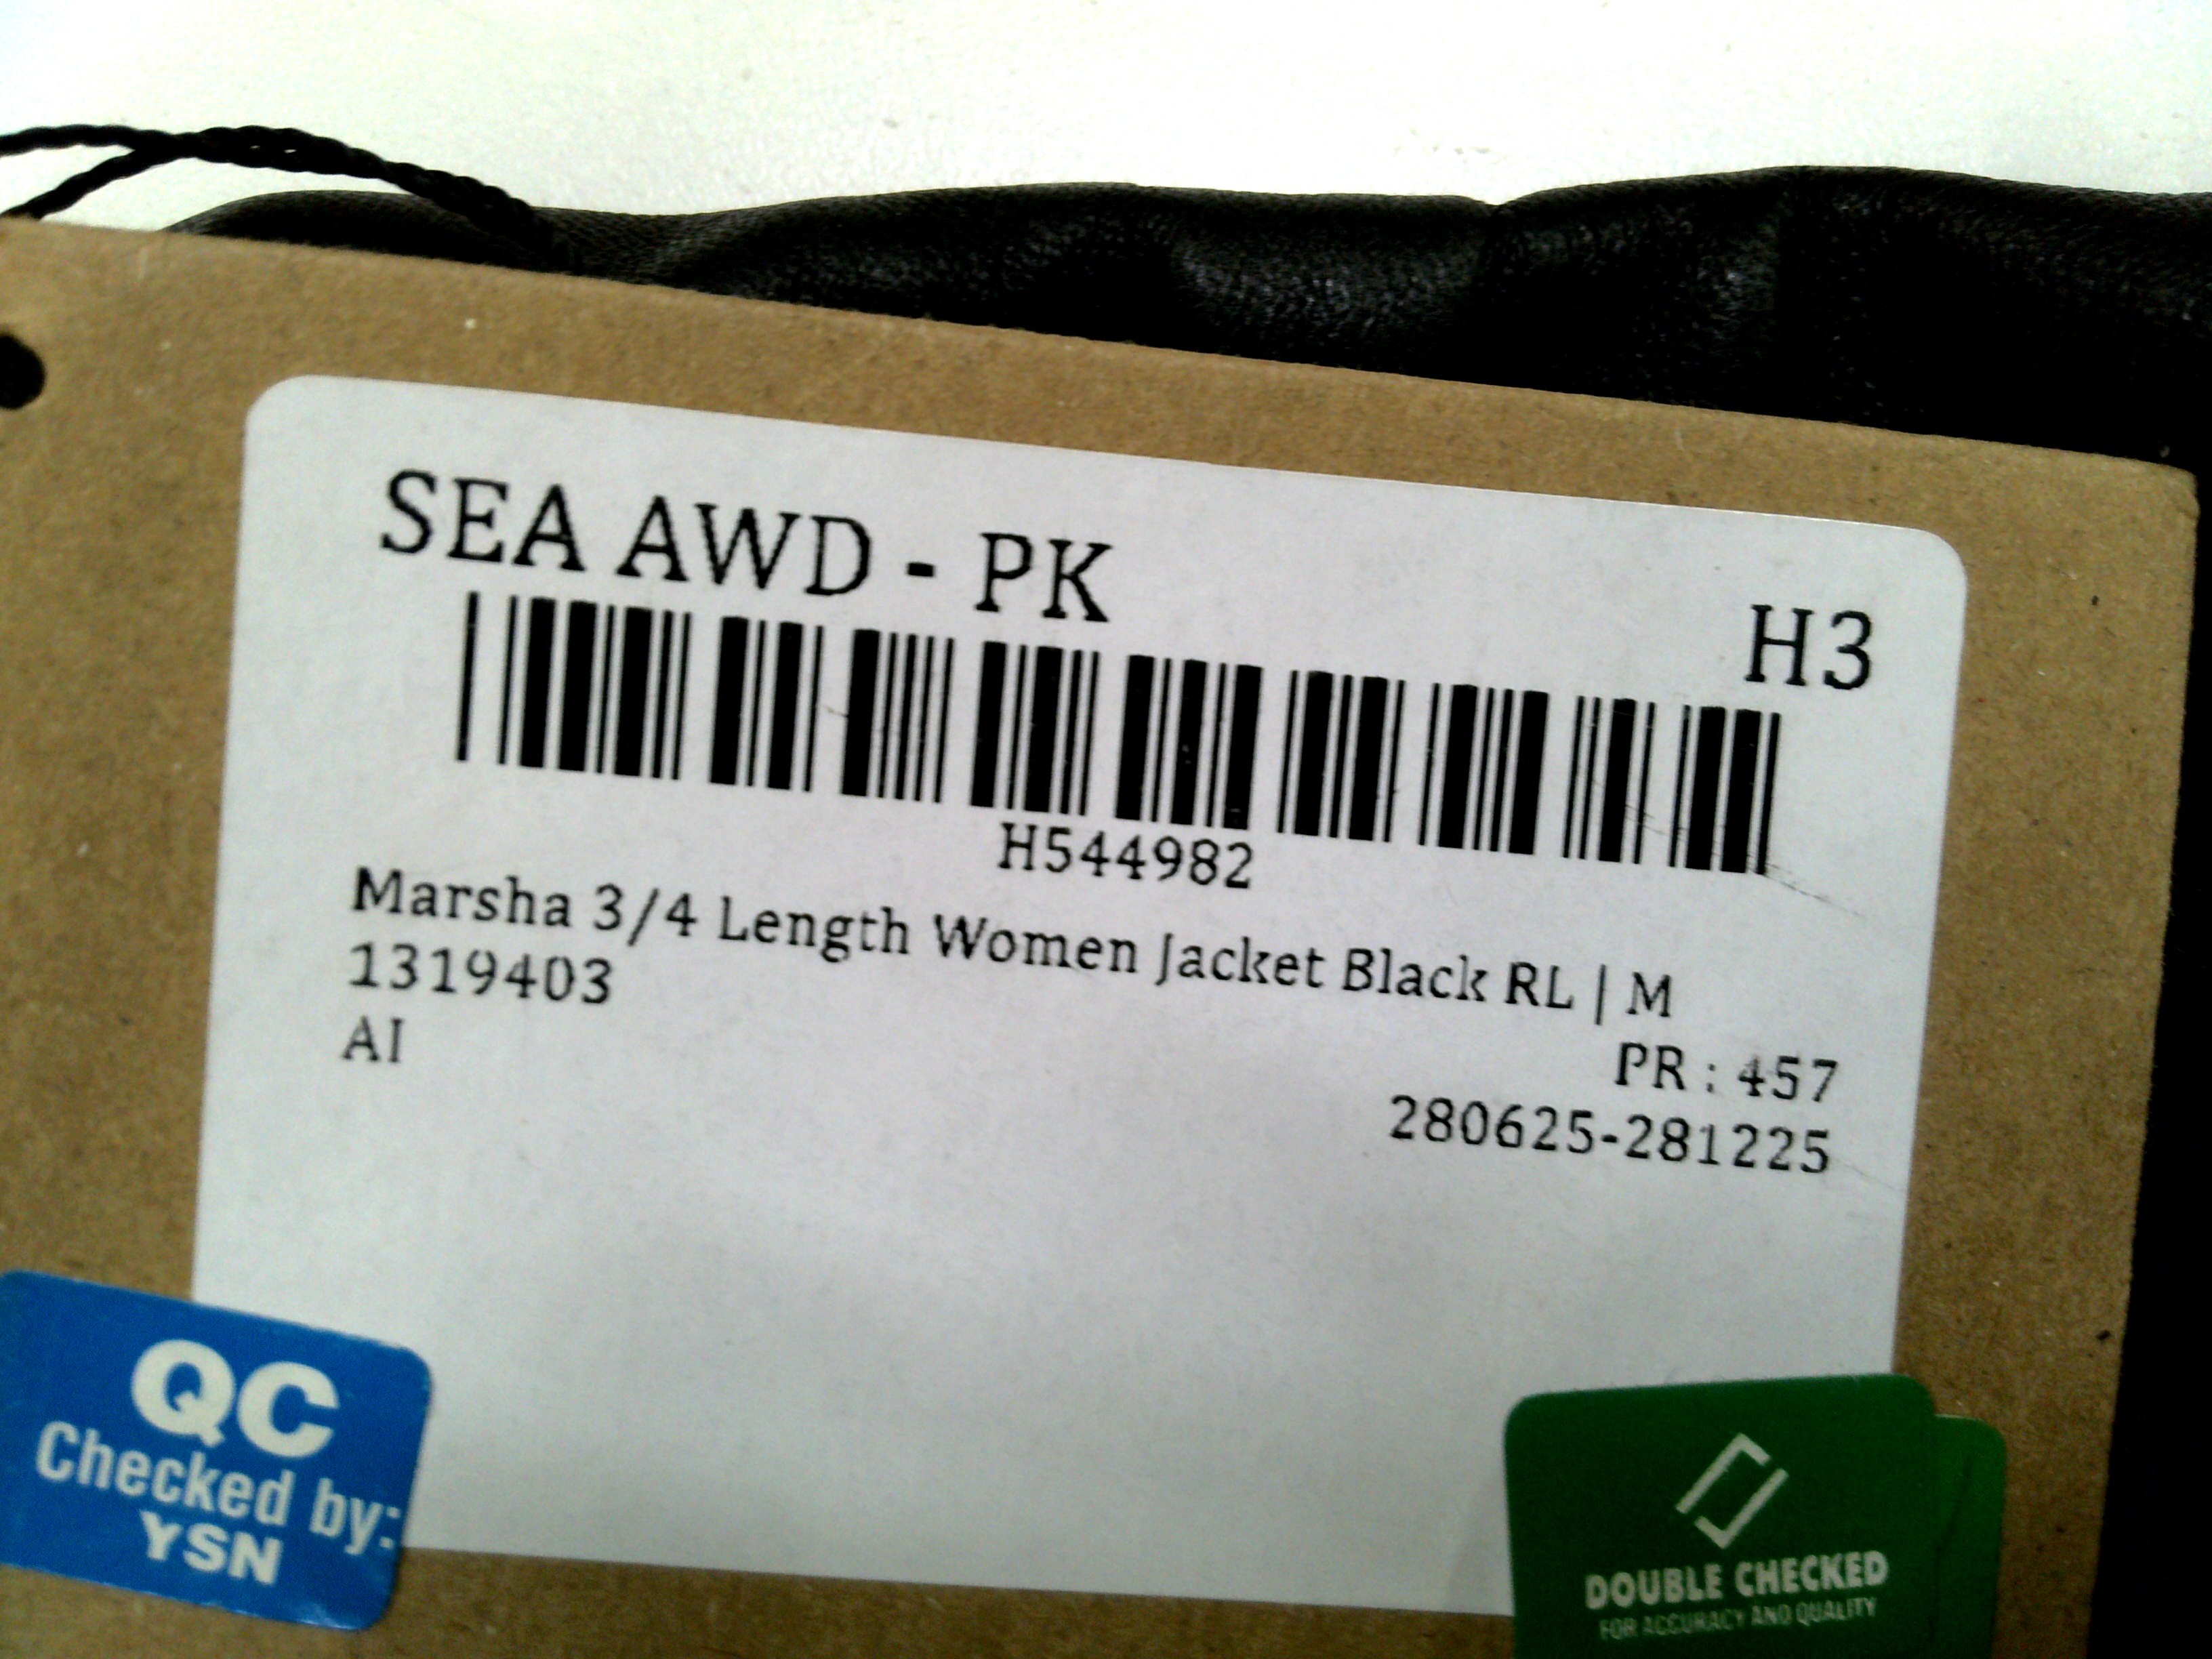 SEA AWD - PK
H3
H544982
Marsha 3/4 Length Women Jacket Black RL | M
1319403
AI
PR : 457
280625-281225
QC
Checked by:
YSN
DOUBLE CHECKED
FOR ACCURACY AND QUALITY